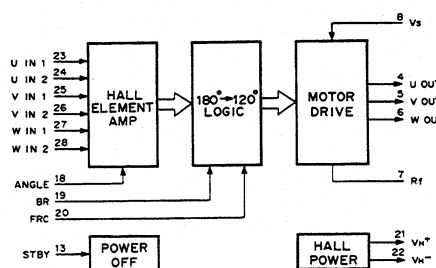 8 Vs
U IN 1 23
U IN 2 24
V IN 1 25
V IN 2 26
W IN 1 27
W IN 2 28
HALL
ELEMENT
AMP
180°→120°
LOGIC
MOTOR
DRIVE
4 U OUT
5 V OUT
6 W OU
ANGLE 18
BR 19
FRC 20
7 Rf
STBY 13
POWER
OFF
HALL
POWER
21 VH+
22 VH−